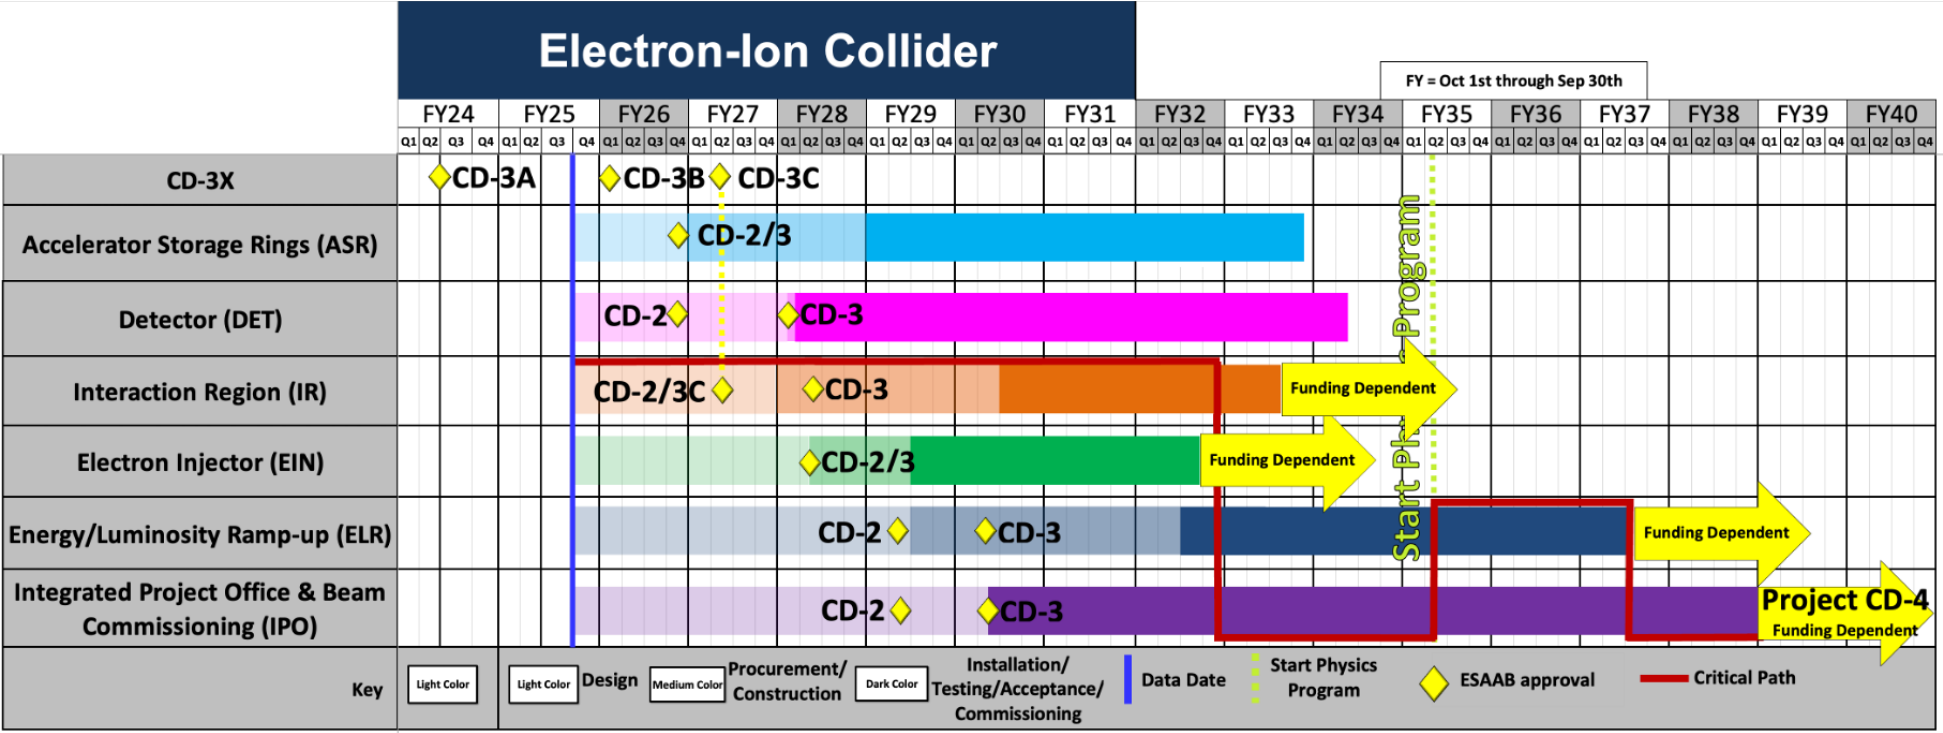 Electron-Ion Collider
FY = Oct 1st through Sep 30th
FY24 FY25 FY26 FY27 FY28 FY29 FY30 FY31 FY32 FY33 FY34 FY35 FY36 FY37 FY38 FY39 FY40
Q1 Q2 Q3 Q4 Q1 Q2 Q3 Q4 Q1 Q2 Q3 Q4 Q1 Q2 Q3 Q4 Q1 Q2 Q3 Q4 Q1 Q2 Q3 Q4 Q1 Q2 Q3 Q4 Q1 Q2 Q3 Q4 Q1 Q2 Q3 Q4 Q1 Q2 Q3 Q4 Q1 Q2 Q3 Q4 Q1 Q2 Q3 Q4 Q1 Q2 Q3 Q4 Q1 Q2 Q3 Q4 Q1 Q2 Q3 Q4 Q1 Q2 Q3 Q4 Q1 Q2 Q3 Q4
CD-3X CD-3A CD-3B CD-3C
Accelerator Storage Rings (ASR) CD-2/3
Detector (DET) CD-2 CD-3
Interaction Region (IR) CD-2/3C CD-3 Funding Dependent
Electron Injector (EIN) CD-2/3 Funding Dependent
Energy/Luminosity Ramp-up (ELR) CD-2 CD-3 Funding Dependent
Integrated Project Office & Beam
Commissioning (IPO) CD-2 CD-3
Project CD-4
Funding Dependent
Start Program
Key
Light Color
Light Color Design
Medium Color Procurement/
Construction
Dark Color Installation/
Testing/Acceptance/
Commissioning
Data Date
Start Physics
Program
ESAAB approval
Critical Path